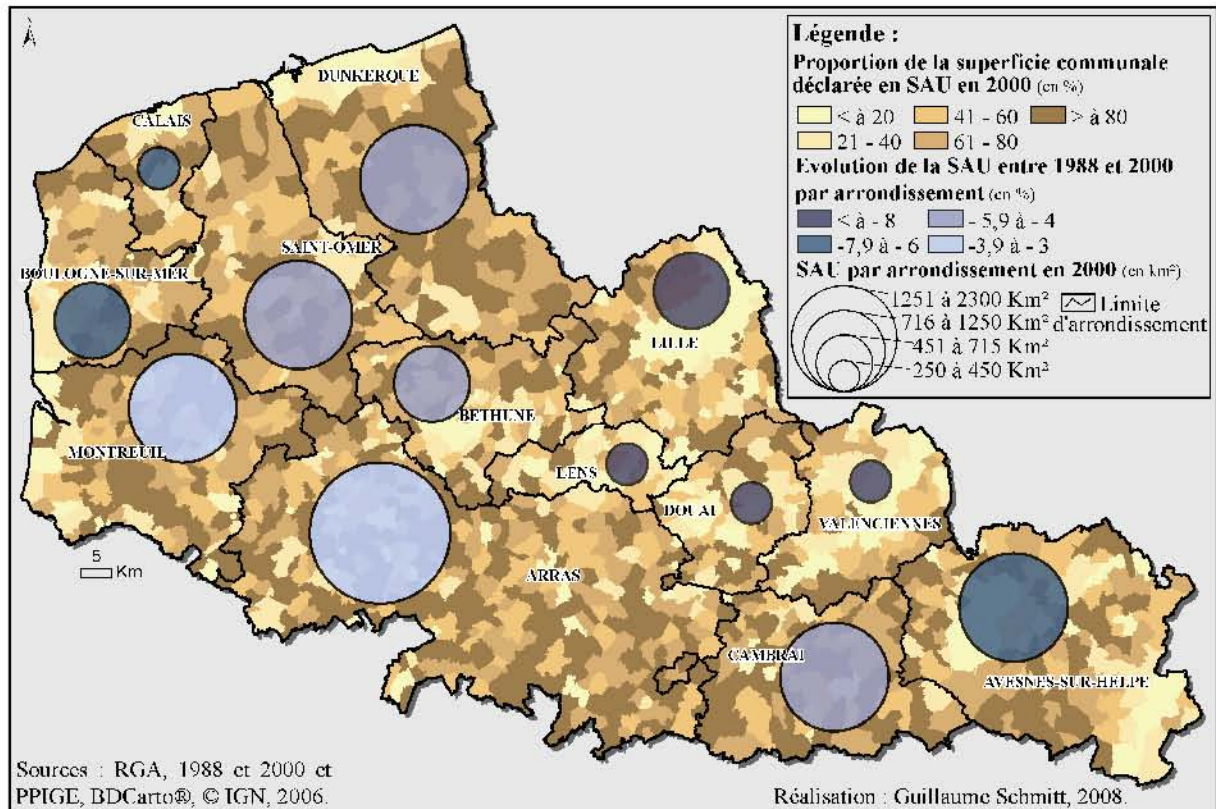 Légende :
Proportion de la superficie communale
déclarée en SAU en 2000 (en %)
< à 20
41 - 60
> à 80
21 - 40
61 - 80
Evolution de la SAU entre 1988 et 2000
par arrondissement (en %)
< à - 8
- 5,9 à - 4
-7,9 à - 6
-3,9 à - 3
SAU par arrondissement en 2000 (en km²)
1251 à 2300 Km²
716 à 1250 Km²
451 à 715 Km²
250 à 450 Km²
Limite
d'arrondissement
DUNKERQUE
CALAIS
SAINT-OMER
BOULOGNE-SUR-MER
LILLE
BETHUNE
MONTREUIL
LENS
DOUAI
VALENCIENNES
ARRAS
CAMBRAI
AVESNES-SUR-HELPE
5
Km
Sources : RGA, 1988 et 2000 et
PPIGE, BDCarto®, © IGN, 2006.
Réalisation : Guillaume Schmitt, 2008.